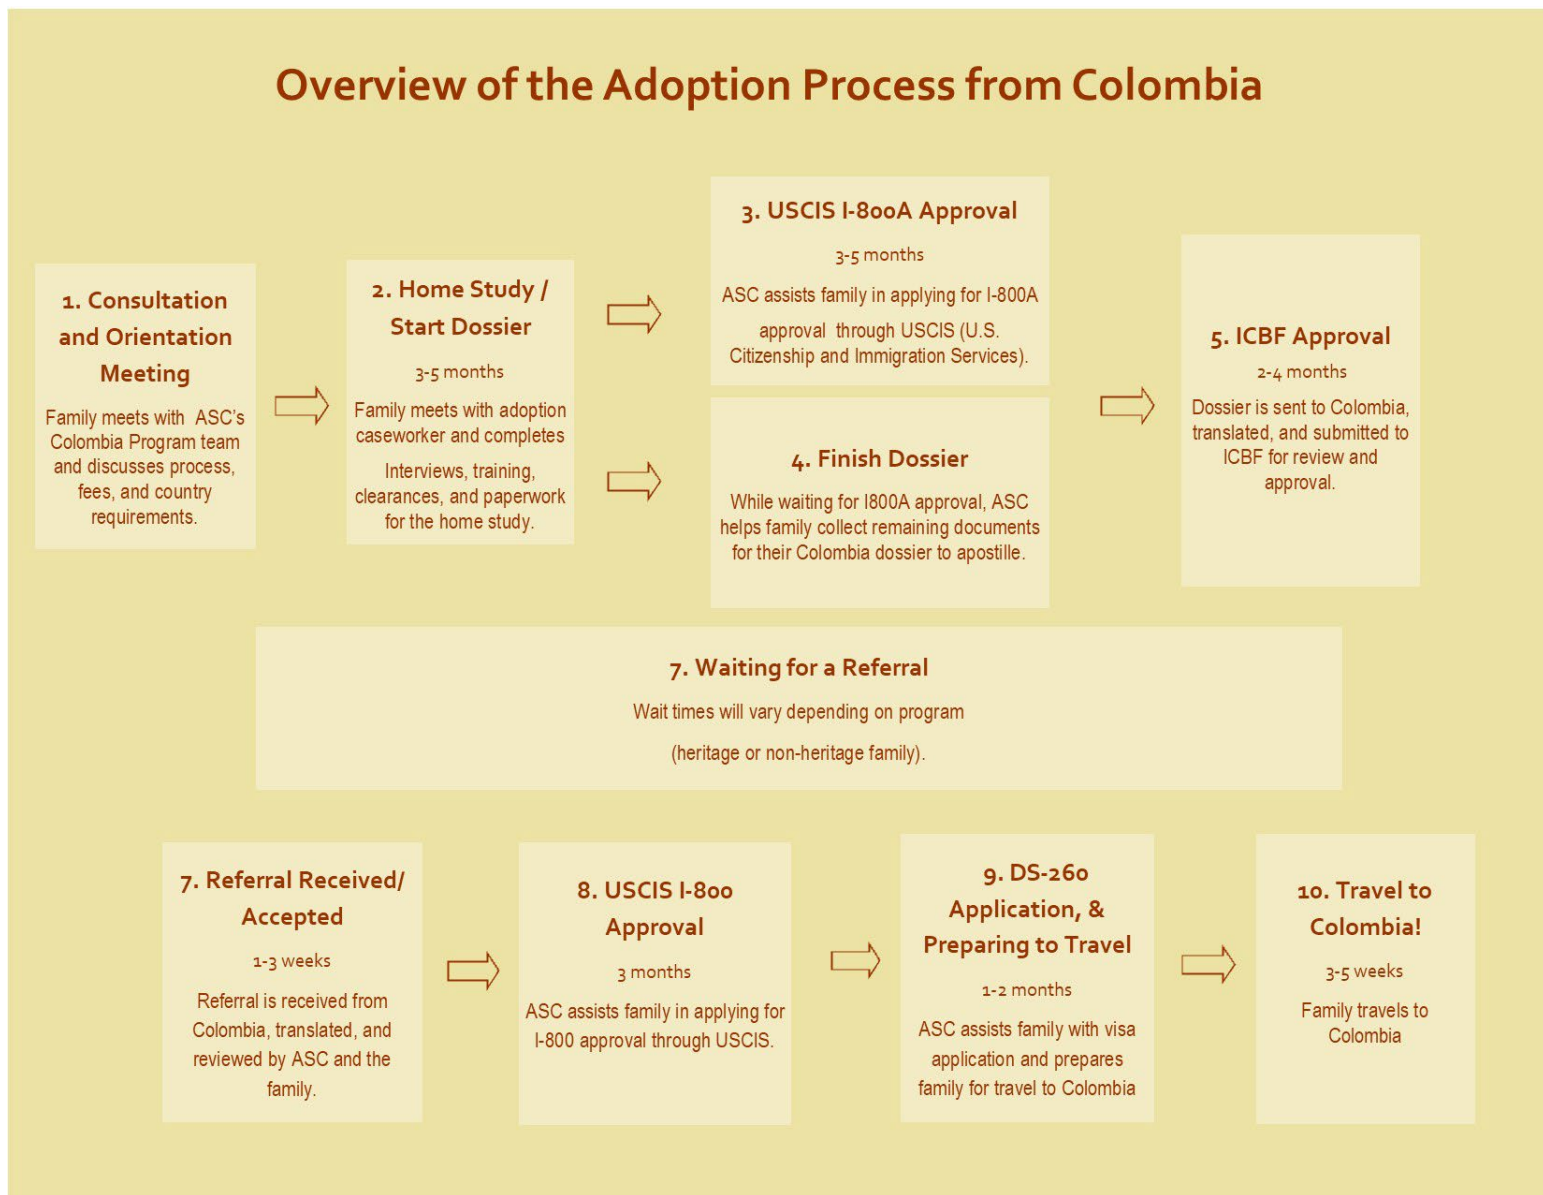 Overview of the Adoption Process from Colombia
1. Consultation
and Orientation
Meeting
Family meets with ASC's
Colombia Program team
and discusses process,
fees, and country
requirements.
2. Home Study /
Start Dossier
3-5 months
Family meets with adoption
caseworker and completes
Interviews, training,
clearances, and paperwork
for the home study.
3. USCIS I-800A Approval
3-5 months
ASC assists family in applying for I-800A
approval through USCIS (U.S.
Citizenship and Immigration Services).
4. Finish Dossier
While waiting for I800A approval, ASC
helps family collect remaining documents
for their Colombia dossier to apostille.
5. ICBF Approval
2-4 months
Dossier is sent to Colombia,
translated, and submitted to
ICBF for review and
approval.
7. Waiting for a Referral
Wait times will vary depending on program
(heritage or non-heritage family).
7. Referral Received/
Accepted
1-3 weeks
Referral is received from
Colombia, translated, and
reviewed by ASC and the
family.
8. USCIS I-800
Approval
3 months
ASC assists family in applying for
I-800 approval through USCIS.
9. DS-260
Application, &
Preparing to Travel
1-2 months
ASC assists family with visa
application and prepares
family for travel to Colombia
10. Travel to
Colombia!
3-5 weeks
Family travels to
Colombia